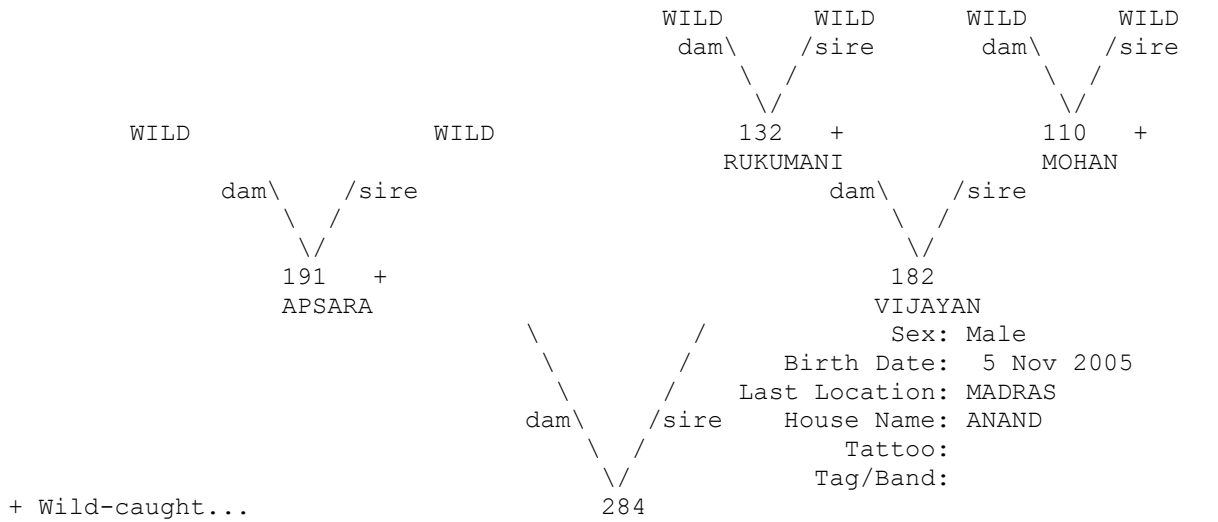 WILD WILD WILD WILD
dam\ /sire dam\ /sire
\ / \ /
\/ \/
WILD WILD 132 + 110 +
RUKUMANI MOHAN
dam\ /sire dam\ /sire
\ / \ /
\/ \/
191 + 182
APSARA VIJAYAN
\ / Sex: Male
\ / Birth Date: 5 Nov 2005
\ / Last Location: MADRAS
dam\ /sire House Name: ANAND
\ / Tattoo:
\/ Tag/Band:
+ Wild-caught... 284